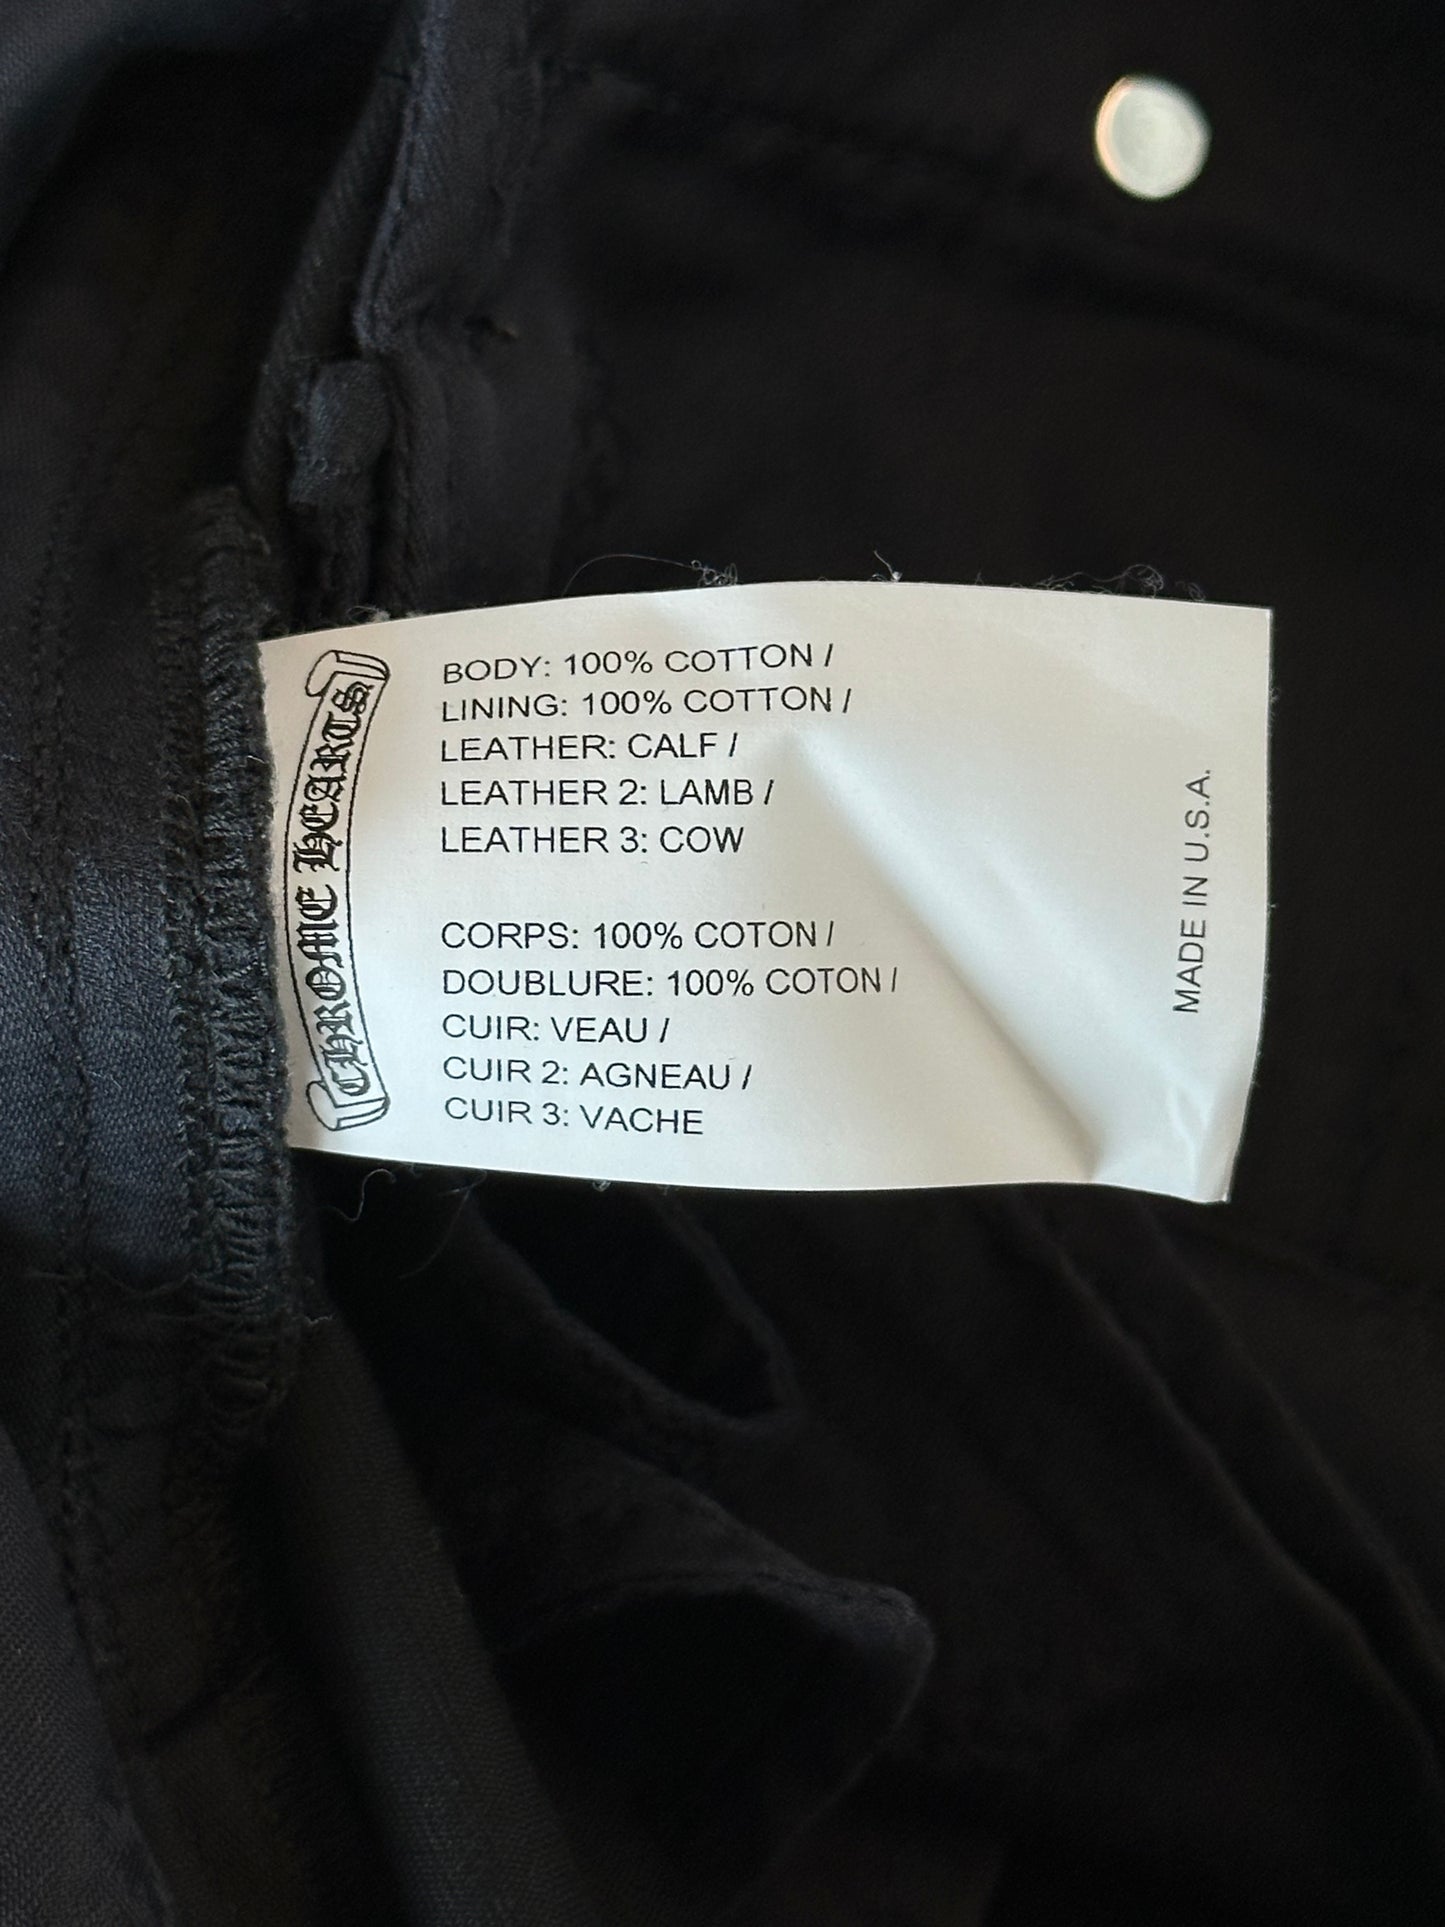 CHROME HEARTS
BODY: 100% COTTON /
LINING: 100% COTTON /
LEATHER: CALF /
LEATHER 2: LAMB /
LEATHER 3: COW
CORPS: 100% COTON /
DOUBLURE: 100% COTON /
CUIR: VEAU /
CUIR 2: AGNEAU /
CUIR 3: VACHE
MADE IN U.S.A.